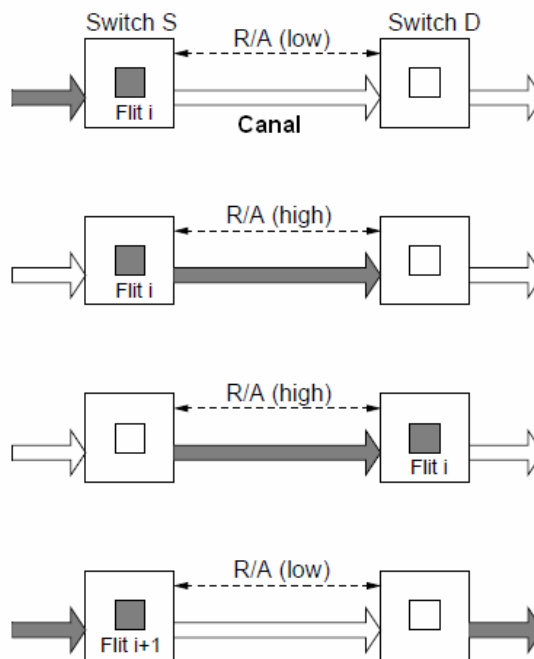 Switch S
R/A (low)
Switch D
Flit i
Canal
R/A (high)
Flit i
R/A (high)
Flit i
R/A (low)
Flit i+1